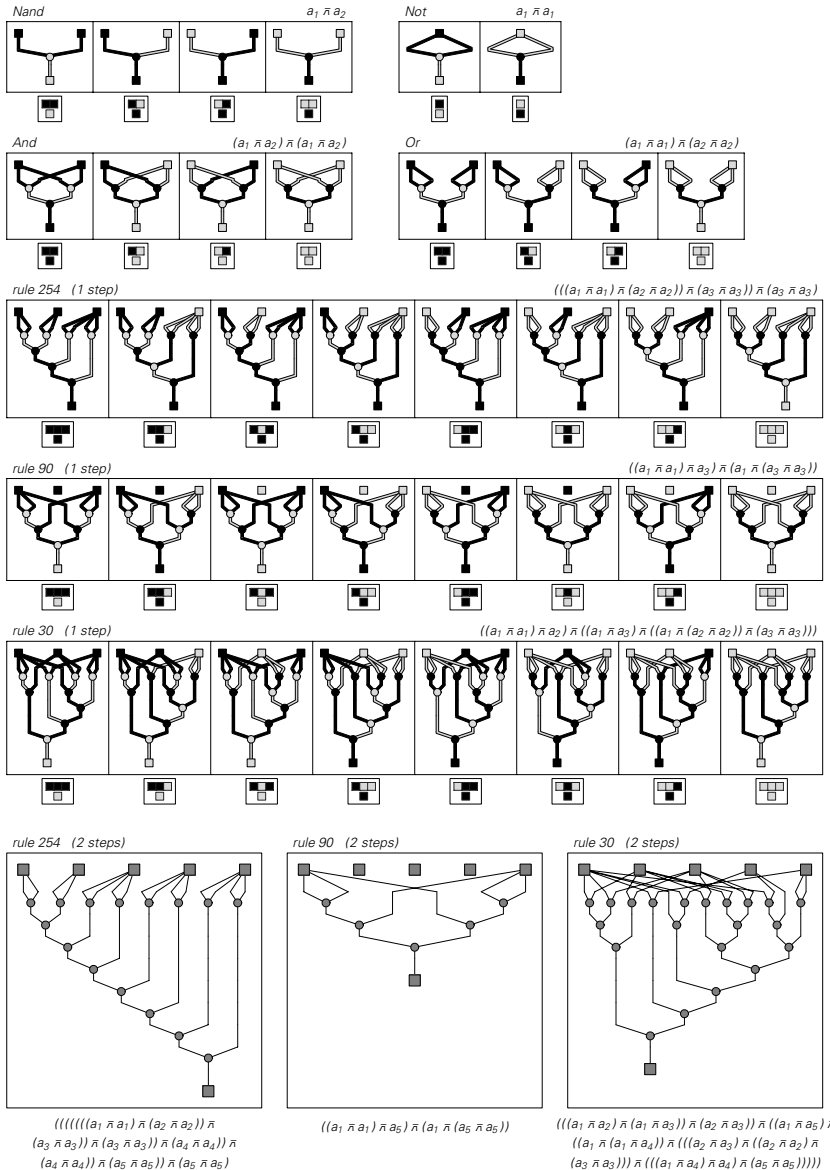 Nand a₁ ⊼ a₂
Not a₁ ⊼ a₁
And (a₁ ⊼ a₂) ⊼ (a₁ ⊼ a₂)
Or (a₁ ⊼ a₁) ⊼ (a₂ ⊼ a₂)
rule 254 (1 step) (((a₁ ⊼ a₁) ⊼ (a₂ ⊼ a₂)) ⊼ (a₃ ⊼ a₃)) ⊼ (a₃ ⊼ a₃)
rule 90 (1 step) ((a₁ ⊼ a₁) ⊼ a₃) ⊼ (a₁ ⊼ (a₃ ⊼ a₃))
rule 30 (1 step) ((a₁ ⊼ a₁) ⊼ a₂) ⊼ ((a₁ ⊼ a₃) ⊼ ((a₁ ⊼ (a₂ ⊼ a₂)) ⊼ (a₃ ⊼ a₃)))
rule 254 (2 steps)
rule 90 (2 steps)
rule 30 (2 steps)
(((((((a₁ ⊼ a₁) ⊼ (a₂ ⊼ a₂)) ⊼
(a₃ ⊼ a₃)) ⊼ (a₃ ⊼ a₃)) ⊼ (a₄ ⊼ a₄)) ⊼
(a₄ ⊼ a₄)) ⊼ (a₅ ⊼ a₅)) ⊼ (a₅ ⊼ a₅)
((a₁ ⊼ a₁) ⊼ a₅) ⊼ (a₁ ⊼ (a₅ ⊼ a₅))
(((a₁ ⊼ a₂) ⊼ (a₁ ⊼ a₃)) ⊼ (a₂ ⊼ a₃)) ⊼ ((a₁ ⊼ a₅) ⊼
((a₁ ⊼ (a₁ ⊼ a₄)) ⊼ (((a₂ ⊼ a₃) ⊼ ((a₂ ⊼ a₂) ⊼
(a₃ ⊼ a₃))) ⊼ (((a₁ ⊼ a₄) ⊼ a₄) ⊼ (a₅ ⊼ a₅)))))